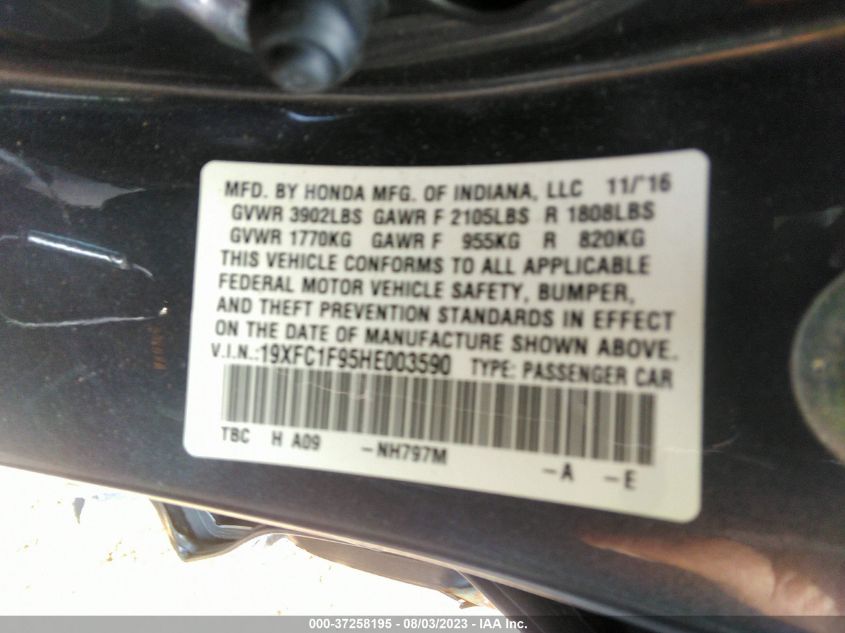 MFD. BY HONDA MFG. OF INDIANA, LLC 11/'16
GVWR 3902LBS GAWR F 2105LBS R 1808LBS
GVWR 1770KG GAWR F 955KG R 820KG
THIS VEHICLE CONFORMS TO ALL APPLICABLE
FEDERAL MOTOR VEHICLE SAFETY, BUMPER,
AND THEFT PREVENTION STANDARDS IN EFFECT
ON THE DATE OF MANUFACTURE SHOWN ABOVE.
V.I.N.:19XFC1F95HE003590 TYPE: PASSENGER CAR
TBC H A09 -NH797M -A -E
000-37258195 - 08/03/2023 - IAA Inc.